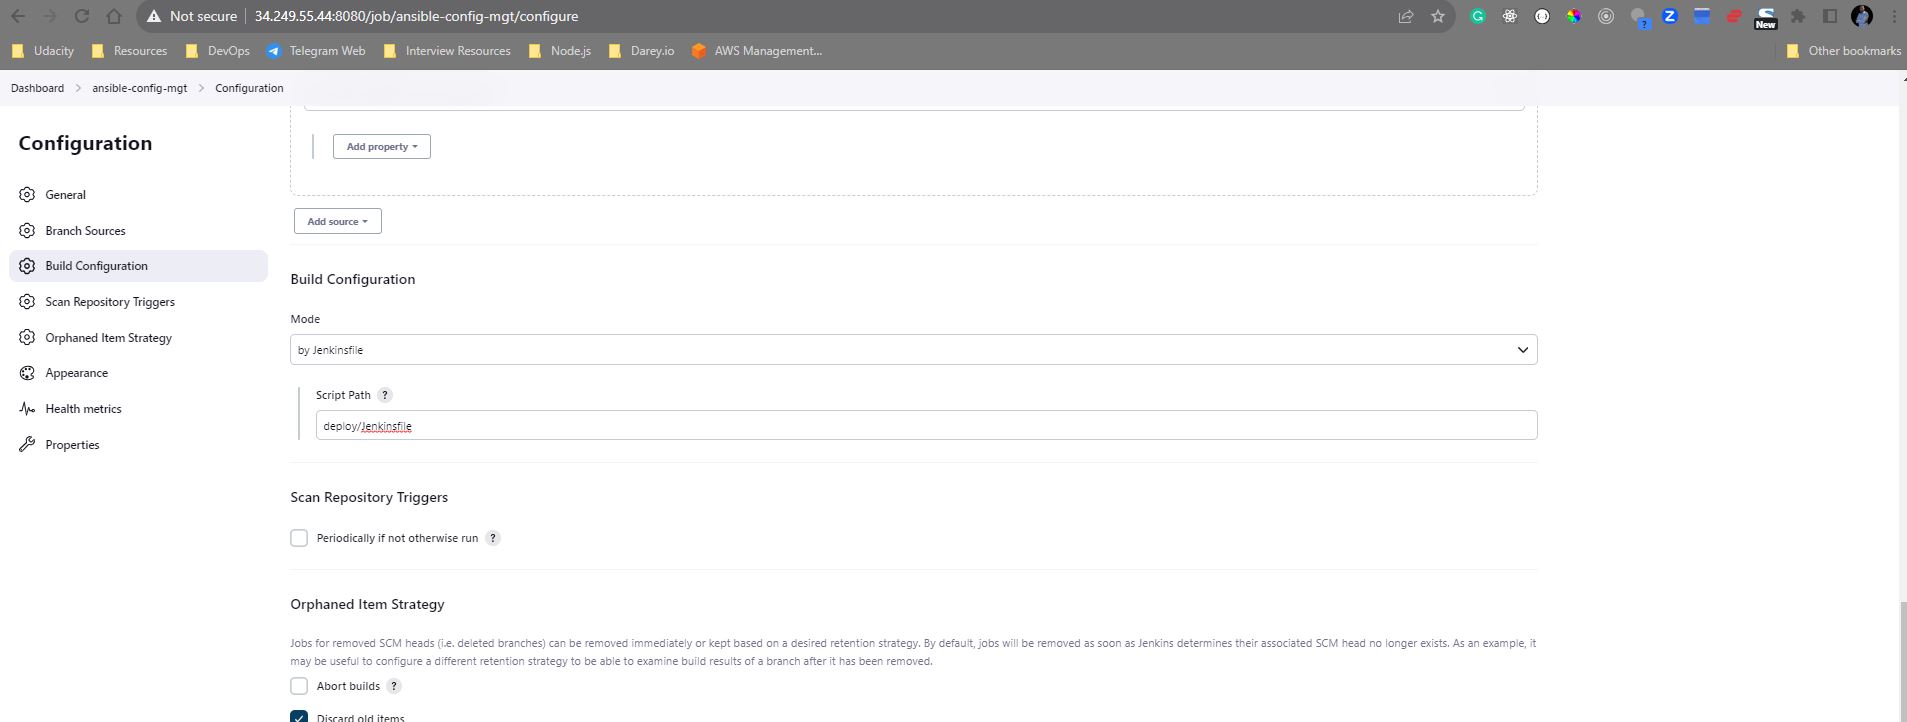 Not secure 34.249.55.44:8080/job/ansible-config-mgt/configure
New
Udacity Resources DevOps Telegram Web Interview Resources Node.js Darey.io AWS Management... Other bookmarks
Dashboard > ansible-config-mgt > Configuration
Configuration
General
Branch Sources
Build Configuration
Scan Repository Triggers
Orphaned Item Strategy
Appearance
Health metrics
Properties
Add property
Add source
Build Configuration
Mode
by Jenkinsfile
Script Path ?
deploy/Jenkinsfile
Scan Repository Triggers
Periodically if not otherwise run ?
Orphaned Item Strategy
Jobs for removed SCM heads (i.e. deleted branches) can be removed immediately or kept based on a desired retention strategy. By default, jobs will be removed as soon as Jenkins determines their associated SCM head no longer exists. As an example, it
may be useful to configure a different retention strategy to be able to examine build results of a branch after it has been removed.
Abort builds ?
Discard old items